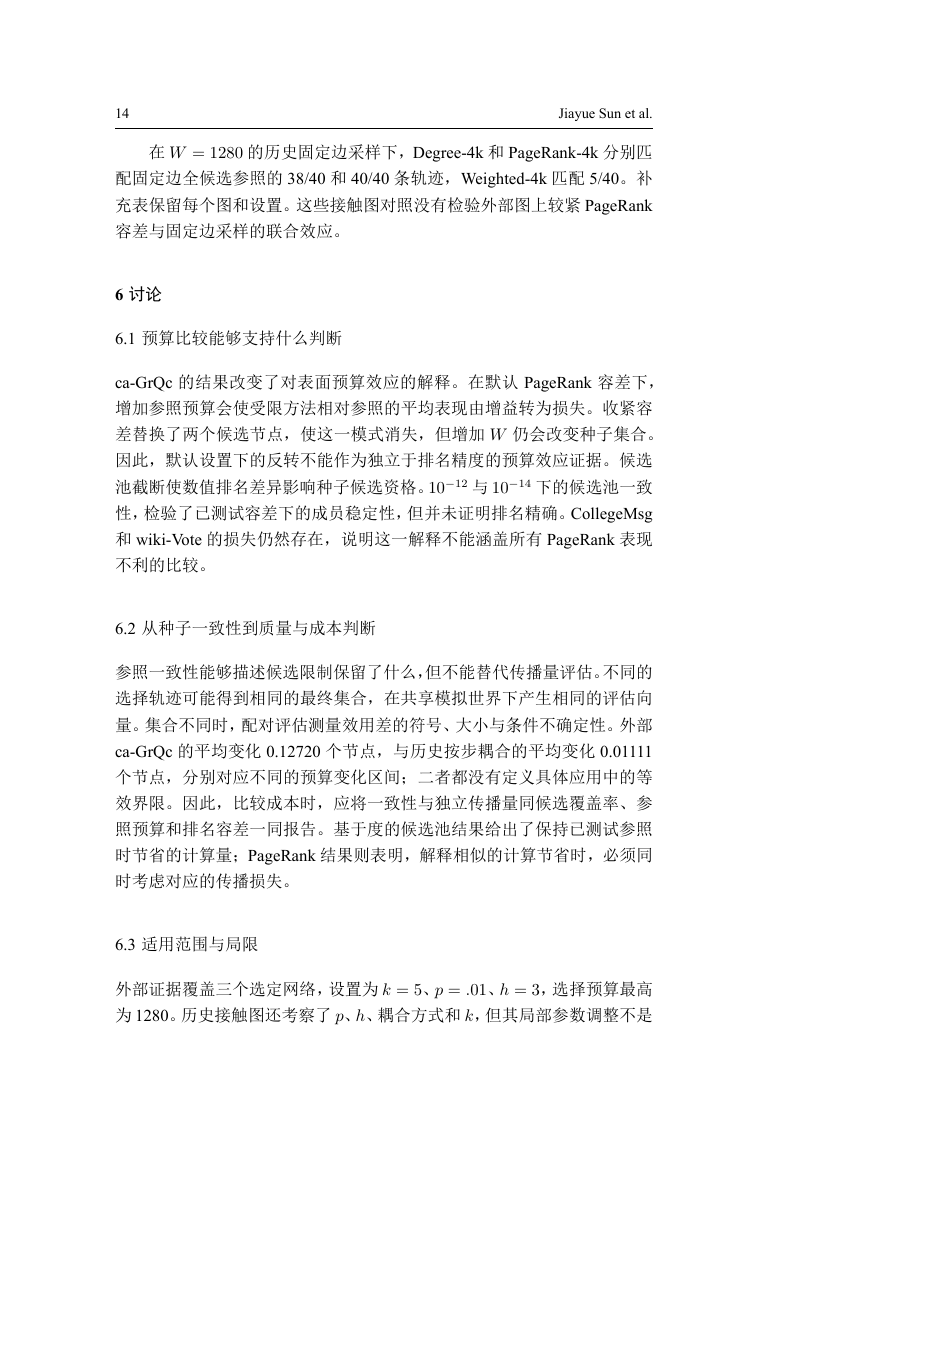 14 Jiayue Sun et al.
在 W = 1280 的历史固定边采样下，Degree-4k 和 PageRank-4k 分别匹
配固定边全候选参照的 38/40 和 40/40 条轨迹，Weighted-4k 匹配 5/40。补
充表保留每个图和设置。这些接触图对照没有检验外部图上较紧 PageRank
容差与固定边采样的联合效应。
6 讨论
6.1 预算比较能够支持什么判断
ca-GrQc 的结果改变了对表面预算效应的解释。在默认 PageRank 容差下，
增加参照预算会使受限方法相对参照的平均表现由增益转为损失。收紧容
差替换了两个候选节点，使这一模式消失，但增加 W 仍会改变种子集合。
因此，默认设置下的反转不能作为独立于排名精度的预算效应证据。候选
池截断使数值排名差异影响种子候选资格。10⁻¹² 与 10⁻¹⁴ 下的候选池一致
性，检验了已测试容差下的成员稳定性，但并未证明排名精确。CollegeMsg
和 wiki-Vote 的损失仍然存在，说明这一解释不能涵盖所有 PageRank 表现
不利的比较。
6.2 从种子一致性到质量与成本判断
参照一致性能够描述候选限制保留了什么，但不能替代传播量评估。不同的
选择轨迹可能得到相同的最终集合，在共享模拟世界下产生相同的评估向
量。集合不同时，配对评估测量效用差的符号、大小与条件不确定性。外部
ca-GrQc 的平均变化 0.12720 个节点，与历史按步耦合的平均变化 0.01111
个节点，分别对应不同的预算变化区间；二者都没有定义具体应用中的等
效界限。因此，比较成本时，应将一致性与独立传播量同候选覆盖率、参
照预算和排名容差一同报告。基于度的候选池结果给出了保持已测试参照
时节省的计算量；PageRank 结果则表明，解释相似的计算节省时，必须同
时考虑对应的传播损失。
6.3 适用范围与局限
外部证据覆盖三个选定网络，设置为 k = 5、p = .01、h = 3，选择预算最高
为 1280。历史接触图还考察了 p、h、耦合方式和 k，但其局部参数调整不是